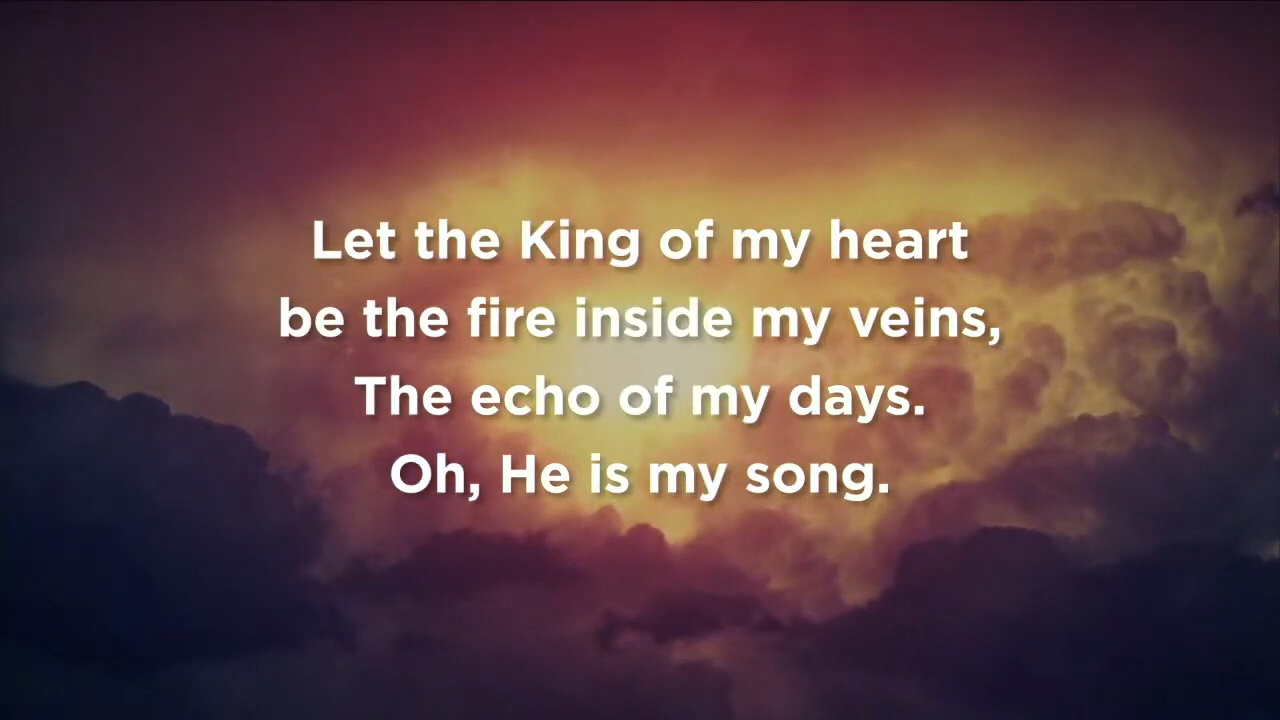 Let the King of my heart
be the fire inside my veins,
The echo of my days.
Oh, He is my song.